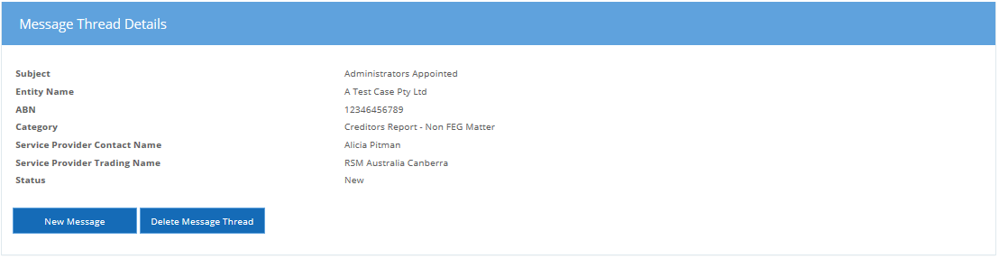 Message Thread Details
Subject Administrators Appointed
Entity Name A Test Case Pty Ltd
ABN 12346456789
Category Creditors Report - Non FEG Matter
Service Provider Contact Name Alicia Pitman
Service Provider Trading Name RSM Australia Canberra
Status New
New Message Delete Message Thread